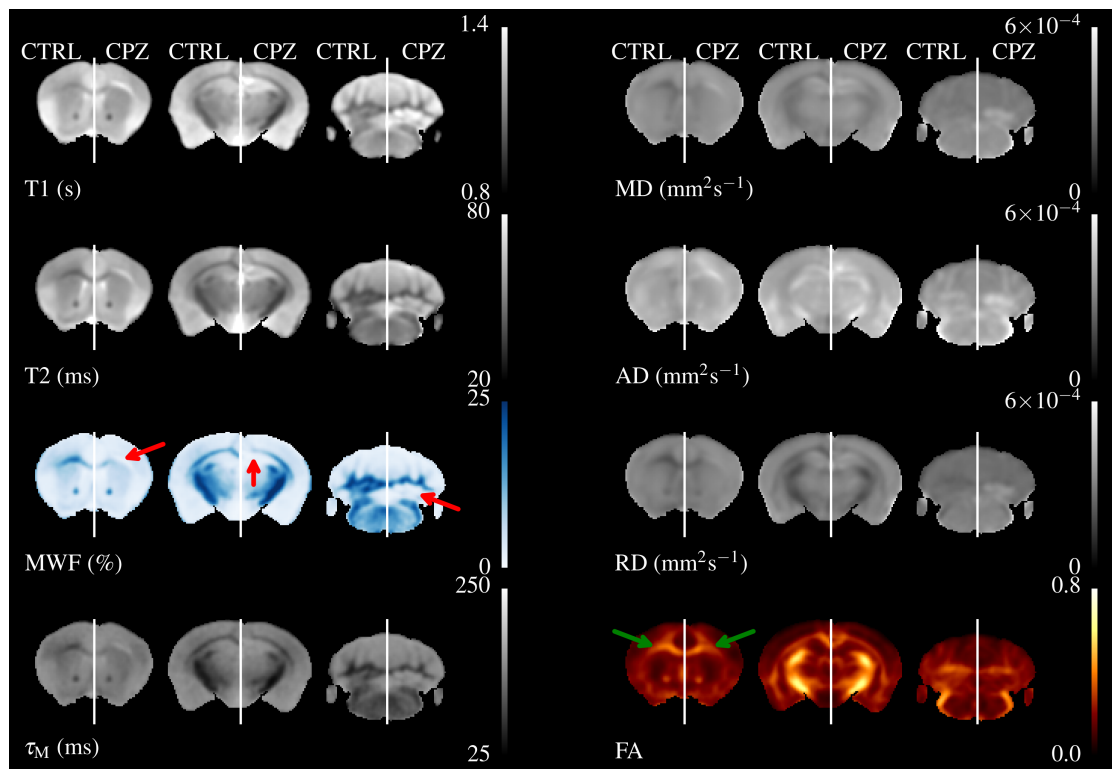 CTRL CPZ CTRL CPZ CTRL CPZ
1.4
T1 (s)
0.8
80
T2 (ms)
20
25
MWF (%)
0
250
τM (ms)
25
CTRL CPZ CTRL CPZ CTRL CPZ
6×10⁻⁴
MD (mm²s⁻¹)
0
6×10⁻⁴
AD (mm²s⁻¹)
0
6×10⁻⁴
RD (mm²s⁻¹)
0
0.8
FA
0.0